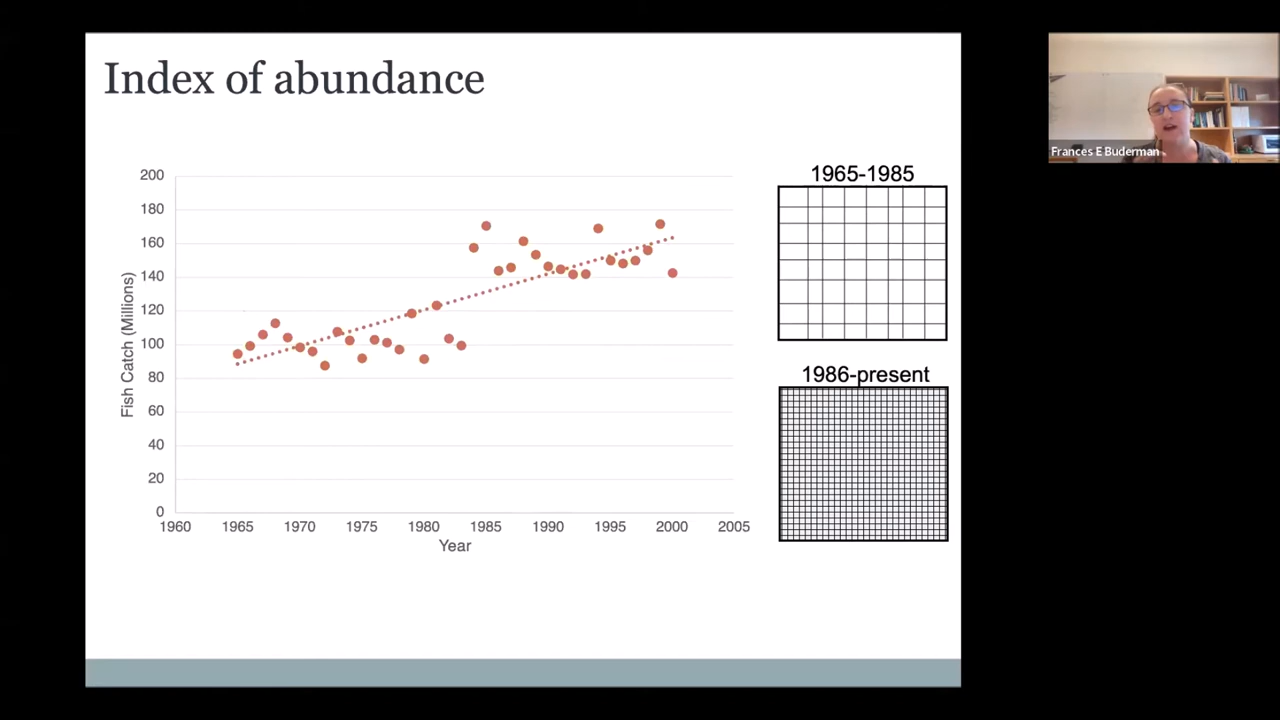 Index of abundance
200
180
160
140
120
100
80
60
40
20
0
Fish Catch (Millions)
1960 1965 1970 1975 1980 1985 1990 1995 2000 2005
Year
1965-1985
1986-present
Frances E Buderman